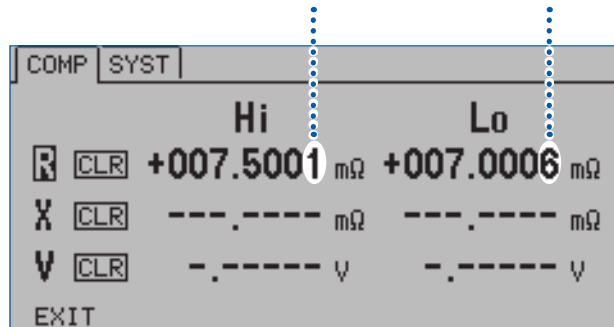 COMP SYST
Hi Lo
R CLR +007.5001 mΩ +007.0006 mΩ
X CLR ---.---- mΩ ---.---- mΩ
V CLR -.----- V -.----- V
EXIT